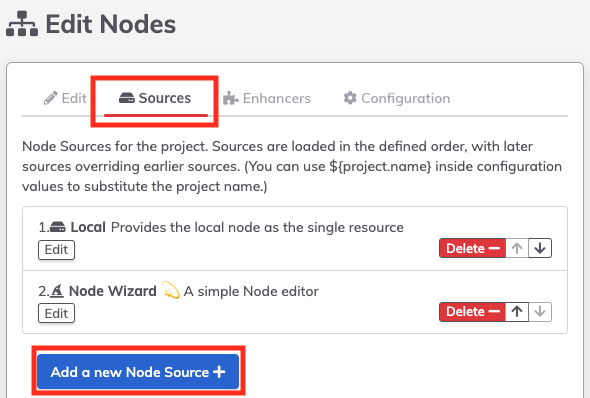 Edit Nodes
Edit Sources Enhancers Configuration
Node Sources for the project. Sources are loaded in the defined order, with later
sources overriding earlier sources. (You can use ${project.name} inside configuration
values to substitute the project name.)
1. Local Provides the local node as the single resource
Edit Delete
2. Node Wizard 💫 A simple Node editor
Edit Delete
Add a new Node Source